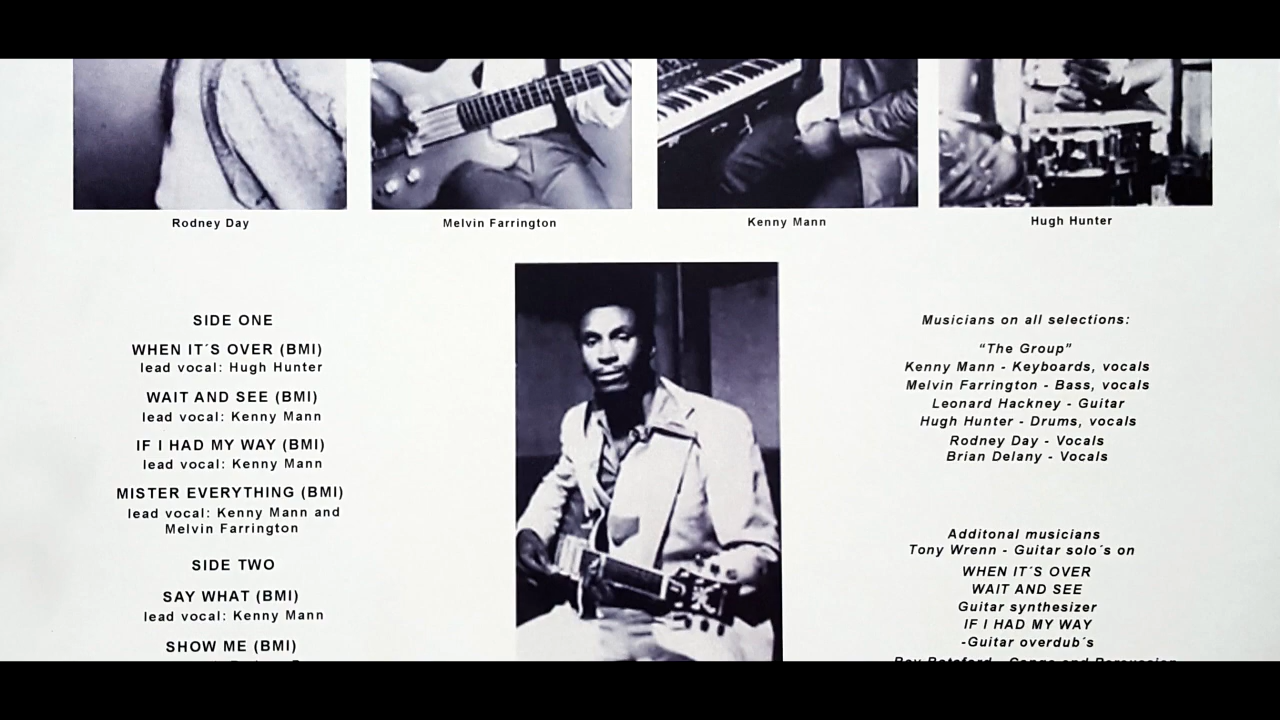 Rodney Day
Melvin Farrington
Kenny Mann
Hugh Hunter
SIDE ONE
WHEN IT´S OVER (BMI)
lead vocal: Hugh Hunter
WAIT AND SEE (BMI)
lead vocal: Kenny Mann
IF I HAD MY WAY (BMI)
lead vocal: Kenny Mann
MISTER EVERYTHING (BMI)
lead vocal: Kenny Mann and
Melvin Farrington
SIDE TWO
SAY WHAT (BMI)
lead vocal: Kenny Mann
SHOW ME (BMI)
Musicians on all selections:
“The Group”
Kenny Mann - Keyboards, vocals
Melvin Farrington - Bass, vocals
Leonard Hackney - Guitar
Hugh Hunter - Drums, vocals
Rodney Day - Vocals
Brian Delany - Vocals
Additonal musicians
Tony Wrenn - Guitar solo´s on
WHEN IT´S OVER
WAIT AND SEE
Guitar synthesizer
IF I HAD MY WAY
-Guitar overdub´s